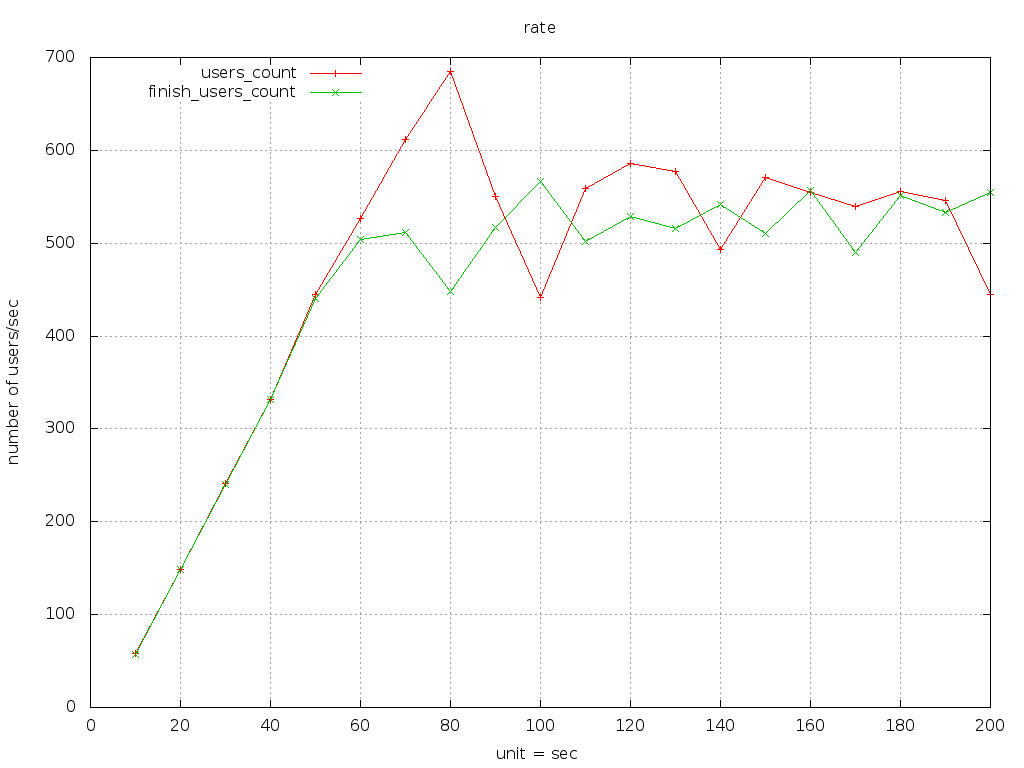 rate
700
600
500
400
300
200
100
0
users_count
finish_users_count
number of users/sec
0 20 40 60 80 100 120 140 160 180 200
unit = sec